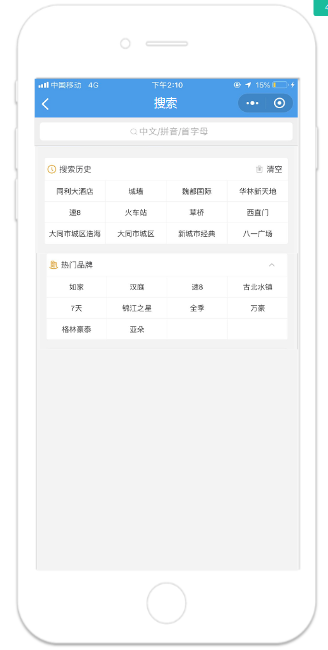 中国移动 4G 下午2:10 15%
搜索
中文/拼音/首字母
搜索历史 清空
同利大酒店 城墙 魏都国际 华林新天地
速8 火车站 草桥 西直门
大同市城区浩海 大同市城区 新城市经典 八一广场
热门品牌
如家 汉庭 速8 古北水镇
7天 锦江之星 全季 万豪
格林豪泰 亚朵